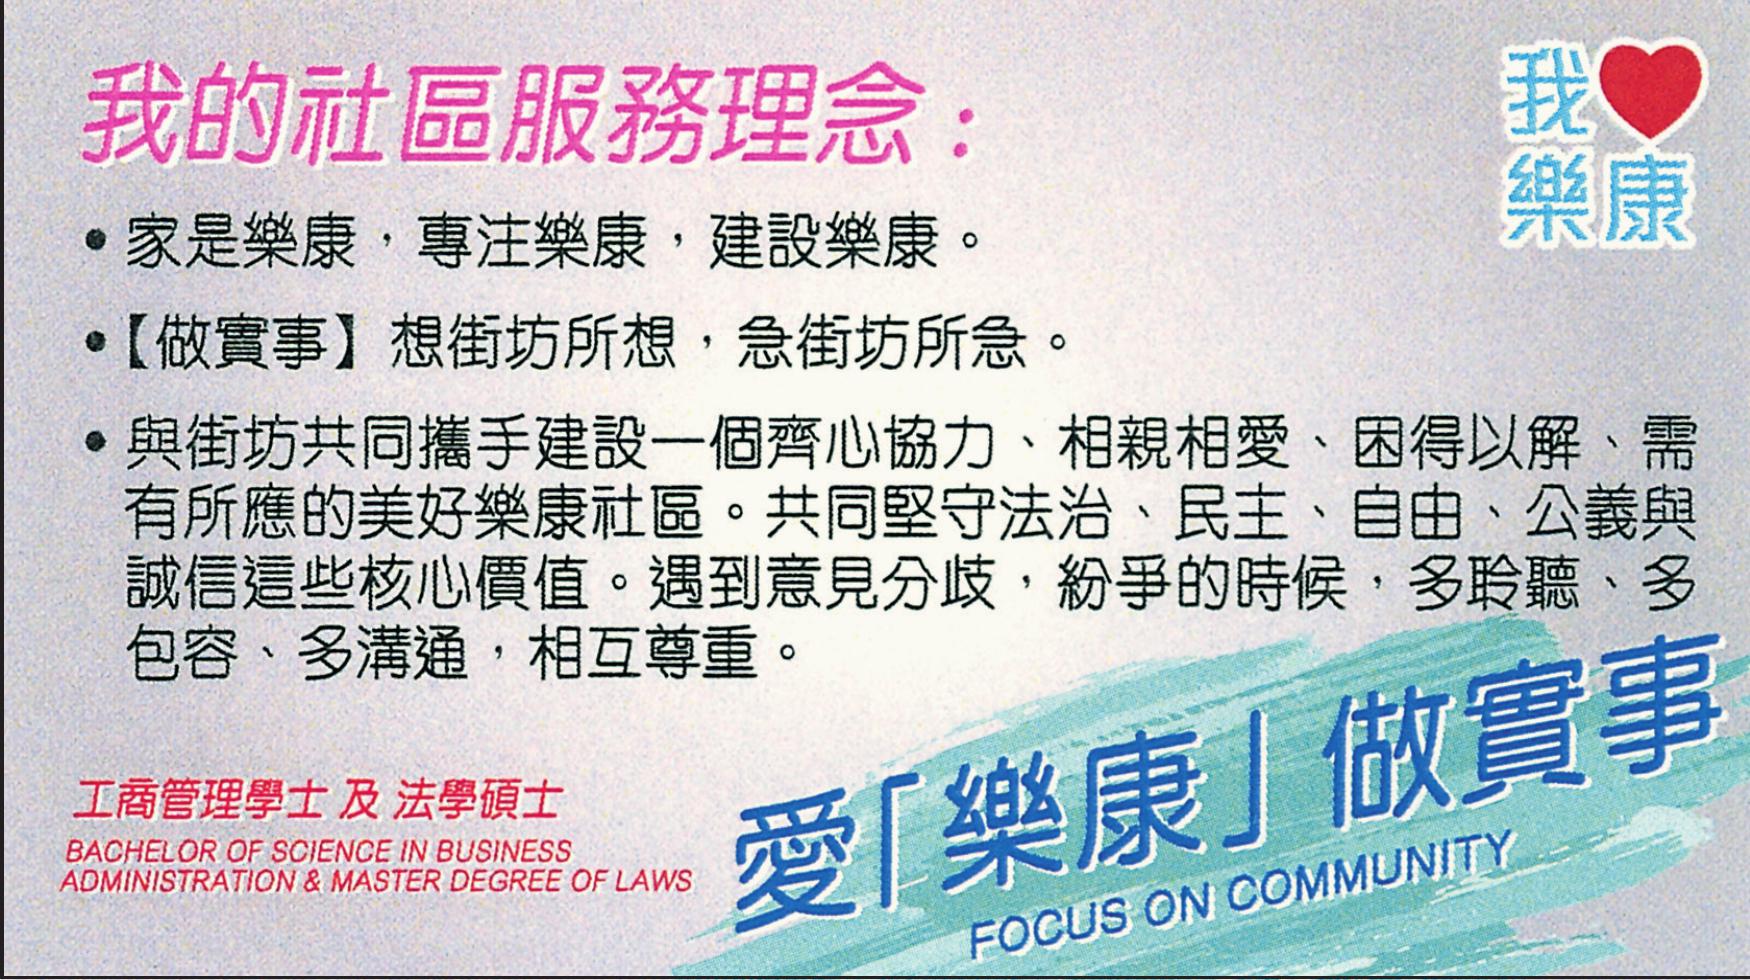 我的社區服務理念：
我❤
樂康
• 家是樂康，專注樂康，建設樂康。
•【做實事】想街坊所想，急街坊所急。
• 與街坊共同攜手建設一個齊心協力、相親相愛、困得以解、需
有所應的美好樂康社區。共同堅守法治、民主、自由、公義與
誠信這些核心價值。遇到意見分歧，紛爭的時候，多聆聽、多
包容、多溝通，相互尊重。
工商管理學士 及 法學碩士
BACHELOR OF SCIENCE IN BUSINESS
ADMINISTRATION & MASTER DEGREE OF LAWS
愛「樂康」做實事
FOCUS ON COMMUNITY